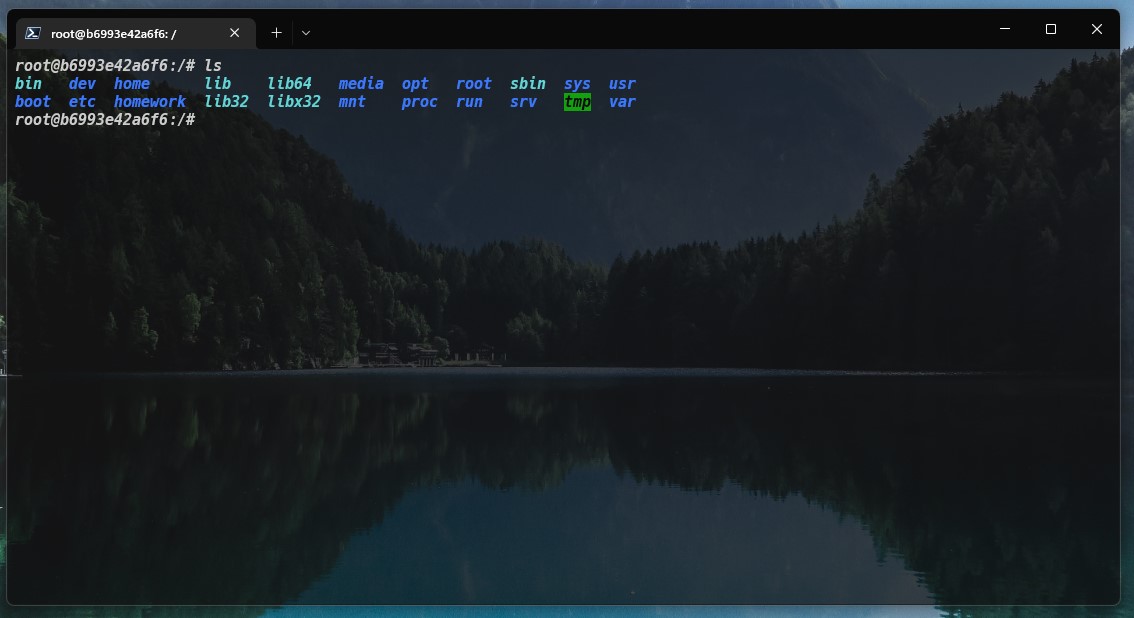 root@b6993e42a6f6: /
root@b6993e42a6f6:/# ls
bin dev home lib lib64 media opt root sbin sys usr
boot etc homework lib32 libx32 mnt proc run srv tmp var
root@b6993e42a6f6:/#